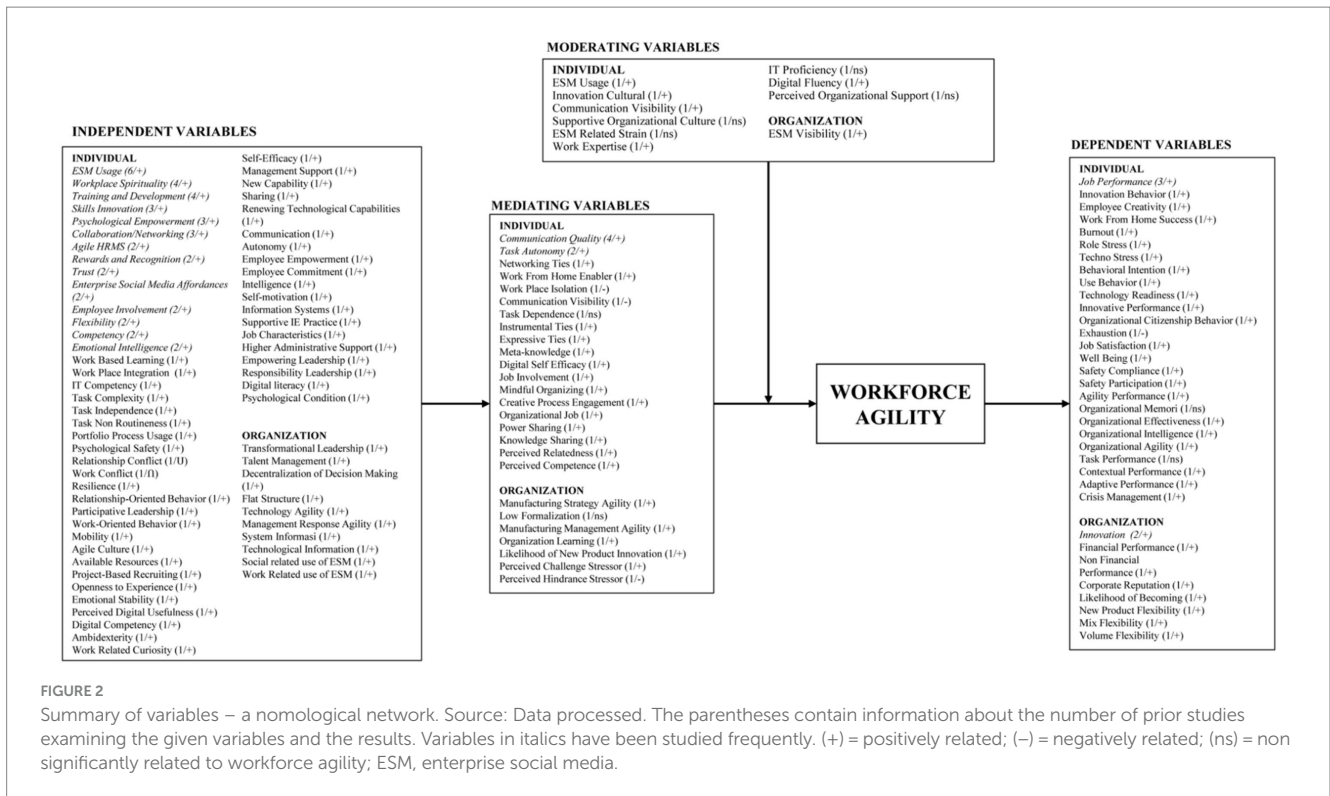 MODERATING VARIABLES
INDIVIDUAL
ESM Usage (1/+)
Innovation Cultural (1/+)
Communication Visibility (1/+)
Supportive Organizational Culture (1/ns)
ESM Related Strain (1/ns)
Work Expertise (1/+)
IT Proficiency (1/ns)
Digital Fluency (1/+)
Perceived Organizational Support (1/ns)
ORGANIZATION
ESM Visibility (1/+)
INDEPENDENT VARIABLES
INDIVIDUAL
ESM Usage (6/+)
Workplace Spirituality (4/+)
Training and Development (4/+)
Skills Innovation (3/+)
Psychological Empowerment (3/+)
Collaboration/Networking (3/+)
Agile HRMS (2/+)
Rewards and Recognition (2/+)
Trust (2/+)
Enterprise Social Media Affordances
(2/+)
Employee Involvement (2/+)
Flexibility (2/+)
Competency (2/+)
Emotional Intelligence (2/+)
Work Based Learning (1/+)
Work Place Integration (1/+)
IT Competency (1/+)
Task Complexity (1/+)
Task Independence (1/+)
Task Non Routineness (1/+)
Portfolio Process Usage (1/+)
Psychological Safety (1/+)
Relationship Conflict (1/U)
Work Conflict (1/Ո)
Resilience (1/+)
Relationship-Oriented Behavior (1/+)
Participative Leadership (1/+)
Work-Oriented Behavior (1/+)
Mobility (1/+)
Agile Culture (1/+)
Available Resources (1/+)
Project-Based Recruiting (1/+)
Openness to Experience (1/+)
Emotional Stability (1/+)
Perceived Digital Usefulness (1/+)
Digital Competency (1/+)
Ambidexterity (1/+)
Work Related Curiosity (1/+)
Self-Efficacy (1/+)
Management Support (1/+)
New Capability (1/+)
Sharing (1/+)
Renewing Technological Capabilities
(1/+)
Communication (1/+)
Autonomy (1/+)
Employee Empowerment (1/+)
Employee Commitment (1/+)
Intelligence (1/+)
Self-motivation (1/+)
Information Systems (1/+)
Supportive IE Practice (1/+)
Job Characteristics (1/+)
Higher Administrative Support (1/+)
Empowering Leadership (1/+)
Responsibility Leadership (1/+)
Digital literacy (1/+)
Psychological Condition (1/+)
ORGANIZATION
Transformational Leadership (1/+)
Talent Management (1/+)
Decentralization of Decision Making
(1/+)
Flat Structure (1/+)
Technology Agility (1/+)
Management Response Agility (1/+)
System Informasi (1/+)
Technological Information (1/+)
Social related use of ESM (1/+)
Work Related use of ESM (1/+)
MEDIATING VARIABLES
INDIVIDUAL
Communication Quality (4/+)
Task Autonomy (2/+)
Networking Ties (1/+)
Work From Home Enabler (1/+)
Work Place Isolation (1/-)
Communication Visibility (1/-)
Task Dependence (1/ns)
Instrumental Ties (1/+)
Expressive Ties (1/+)
Meta-knowledge (1/+)
Digital Self Efficacy (1/+)
Job Involvement (1/+)
Mindful Organizing (1/+)
Creative Process Engagement (1/+)
Organizational Job (1/+)
Power Sharing (1/+)
Knowledge Sharing (1/+)
Perceived Relatedness (1/+)
Perceived Competence (1/+)
ORGANIZATION
Manufacturing Strategy Agility (1/+)
Low Formalization (1/ns)
Manufacturing Management Agility (1/+)
Organization Learning (1/+)
Likelihood of New Product Innovation (1/+)
Perceived Challenge Stressor (1/+)
Perceived Hindrance Stressor (1/-)
WORKFORCE
AGILITY
DEPENDENT VARIABLES
INDIVIDUAL
Job Performance (3/+)
Innovation Behavior (1/+)
Employee Creativity (1/+)
Work From Home Success (1/+)
Burnout (1/+)
Role Stress (1/+)
Techno Stress (1/+)
Behavioral Intention (1/+)
Use Behavior (1/+)
Technology Readiness (1/+)
Innovative Performance (1/+)
Organizational Citizenship Behavior (1/+)
Exhaustion (1/-)
Job Satisfaction (1/+)
Well Being (1/+)
Safety Compliance (1/+)
Safety Participation (1/+)
Agility Performance (1/+)
Organizational Memori (1/ns)
Organizational Effectiveness (1/+)
Organizational Intelligence (1/+)
Organizational Agility (1/+)
Task Performance (1/ns)
Contextual Performance (1/+)
Adaptive Performance (1/+)
Crisis Management (1/+)
ORGANIZATION
Innovation (2/+)
Financial Performance (1/+)
Non Financial
Performance (1/+)
Corporate Reputation (1/+)
Likelihood of Becoming (1/+)
New Product Flexibility (1/+)
Mix Flexibility (1/+)
Volume Flexibility (1/+)
FIGURE 2
Summary of variables – a nomological network. Source: Data processed. The parentheses contain information about the number of prior studies
examining the given variables and the results. Variables in italics have been studied frequently. (+) = positively related; (–) = negatively related; (ns) = non
significantly related to workforce agility; ESM, enterprise social media.